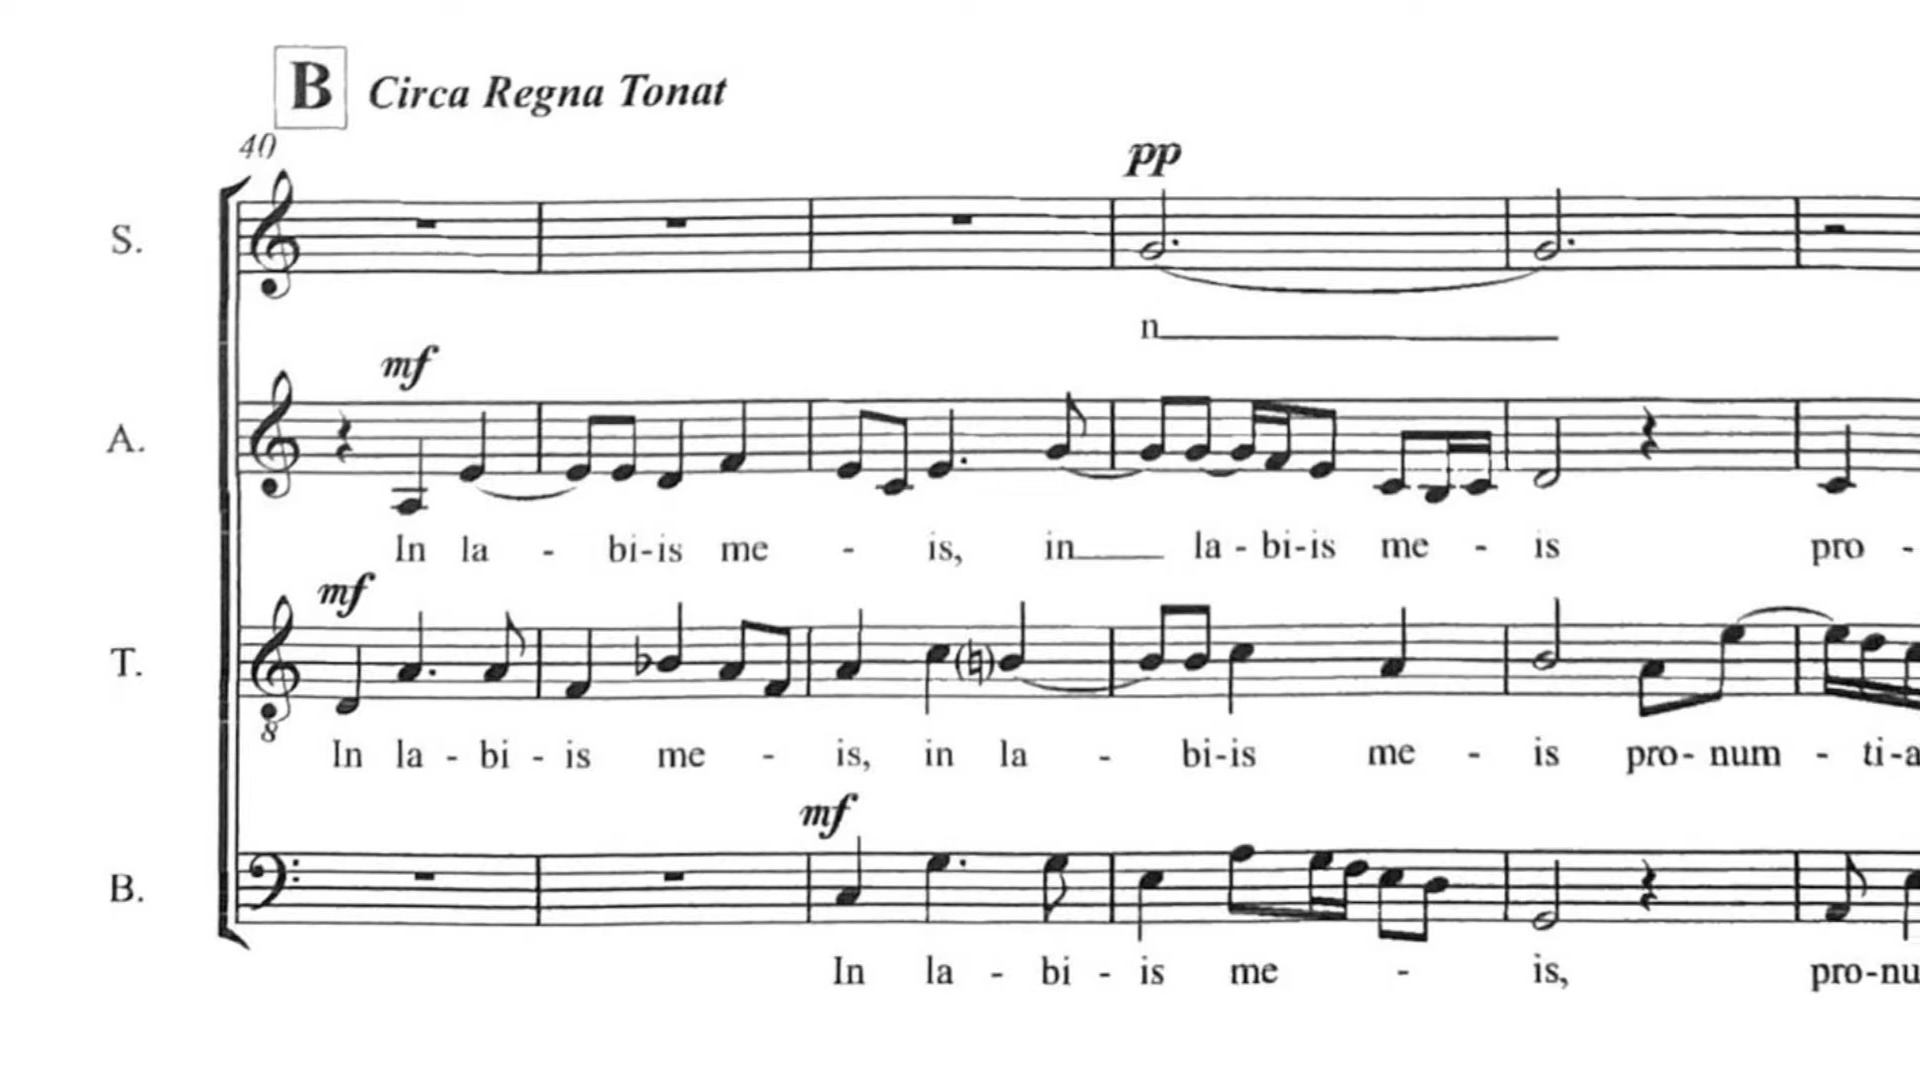 B Circa Regna Tonat
40
pp
S.
n
mf
A.
In la - bi-is me - is, in la - bi-is me - is pro -
mf
T.
8
In la - bi - is me - is, in la - bi-is me - is pro- num - ti-a
mf
B.
In la - bi - is me - is, pro-nu